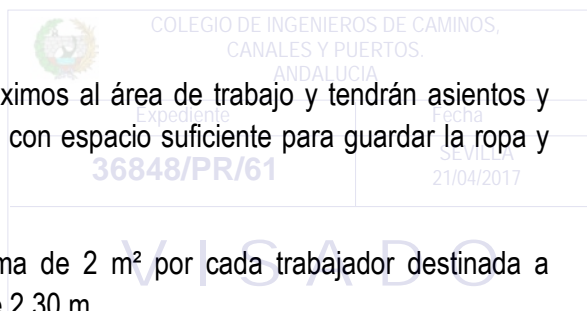 COLEGIO DE INGENIEROS DE CAMINOS,
CANALES Y PUERTOS.
ANDALUCIA
ximos al área de trabajo y tendrán asientos y
Expediente Fecha
con espacio suficiente para guardar la ropa y
SEVILLA
36848/PR/61 21/04/2017
ma de 2 m² por cada trabajador destinada a
VISADO
2,30 m